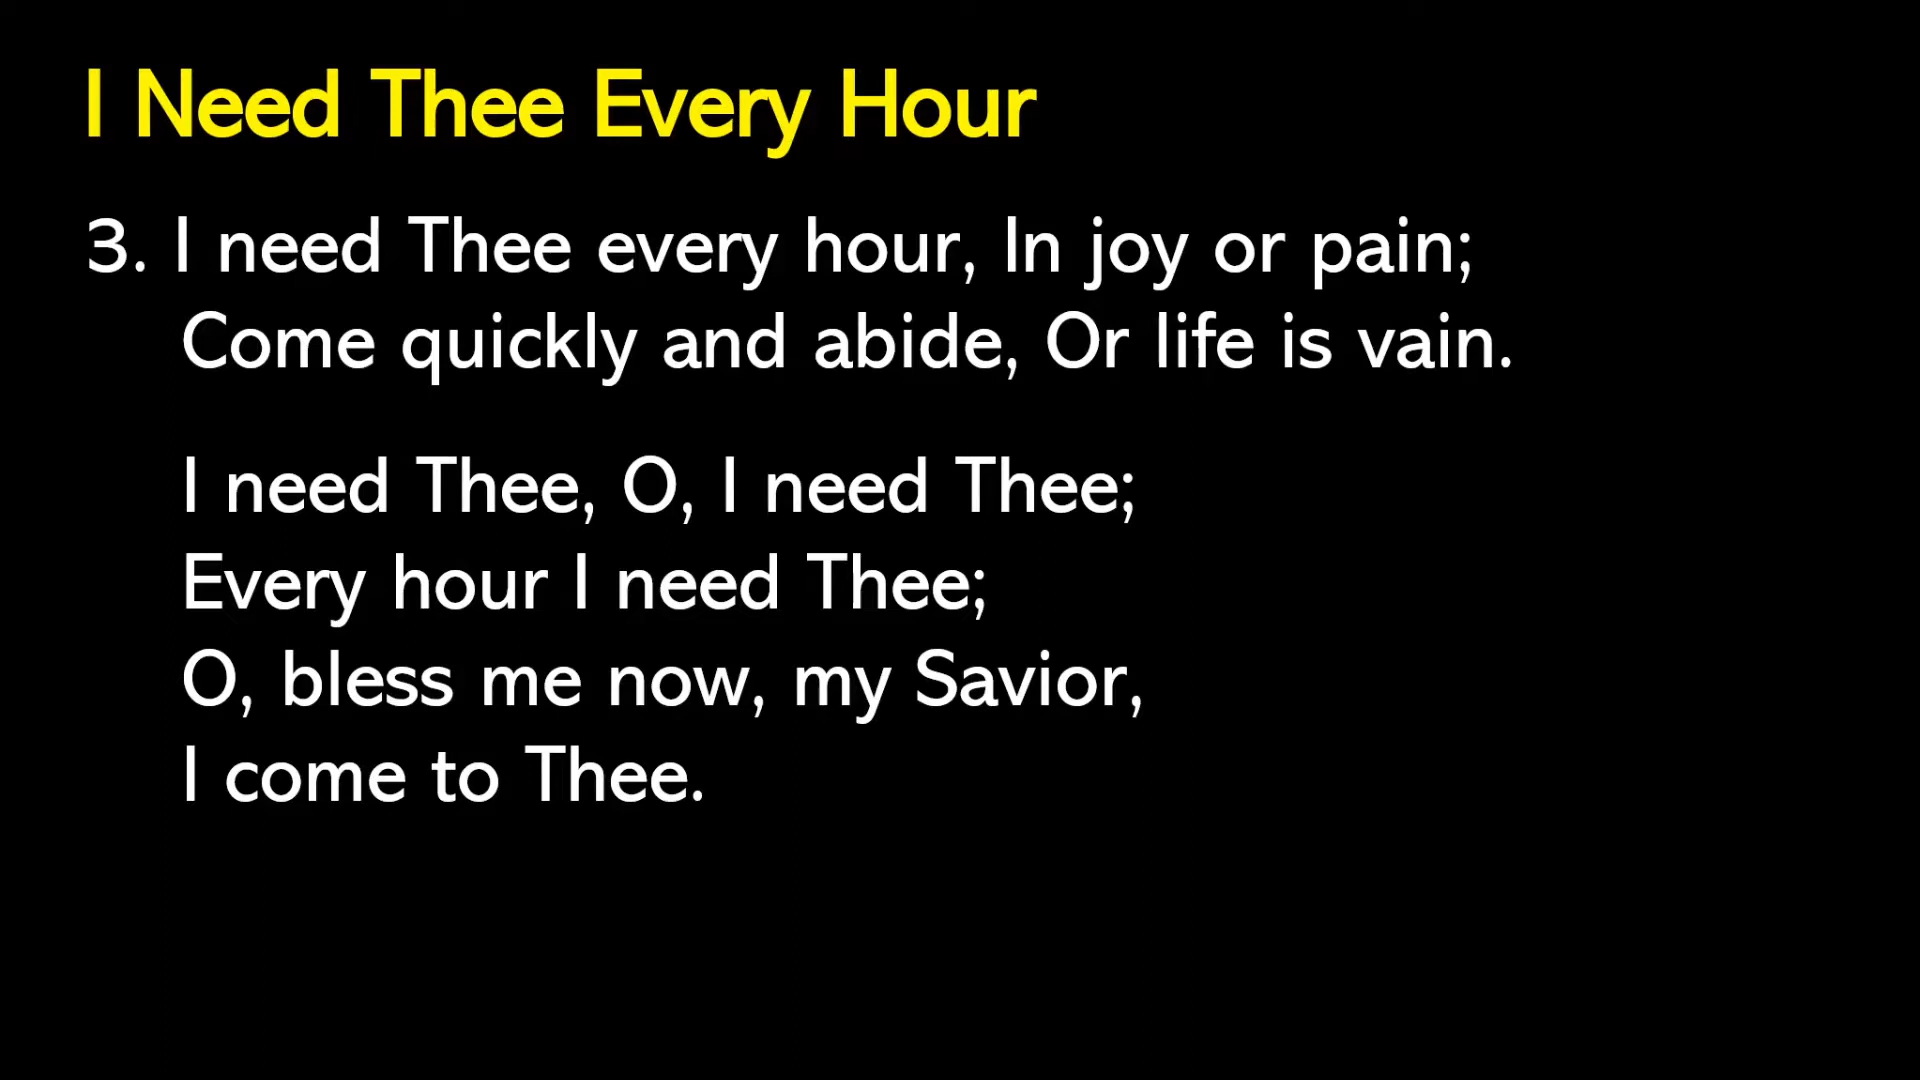 I Need Thee Every Hour
3. I need Thee every hour, In joy or pain;
Come quickly and abide, Or life is vain.
I need Thee, O, I need Thee;
Every hour I need Thee;
O, bless me now, my Savior,
I come to Thee.